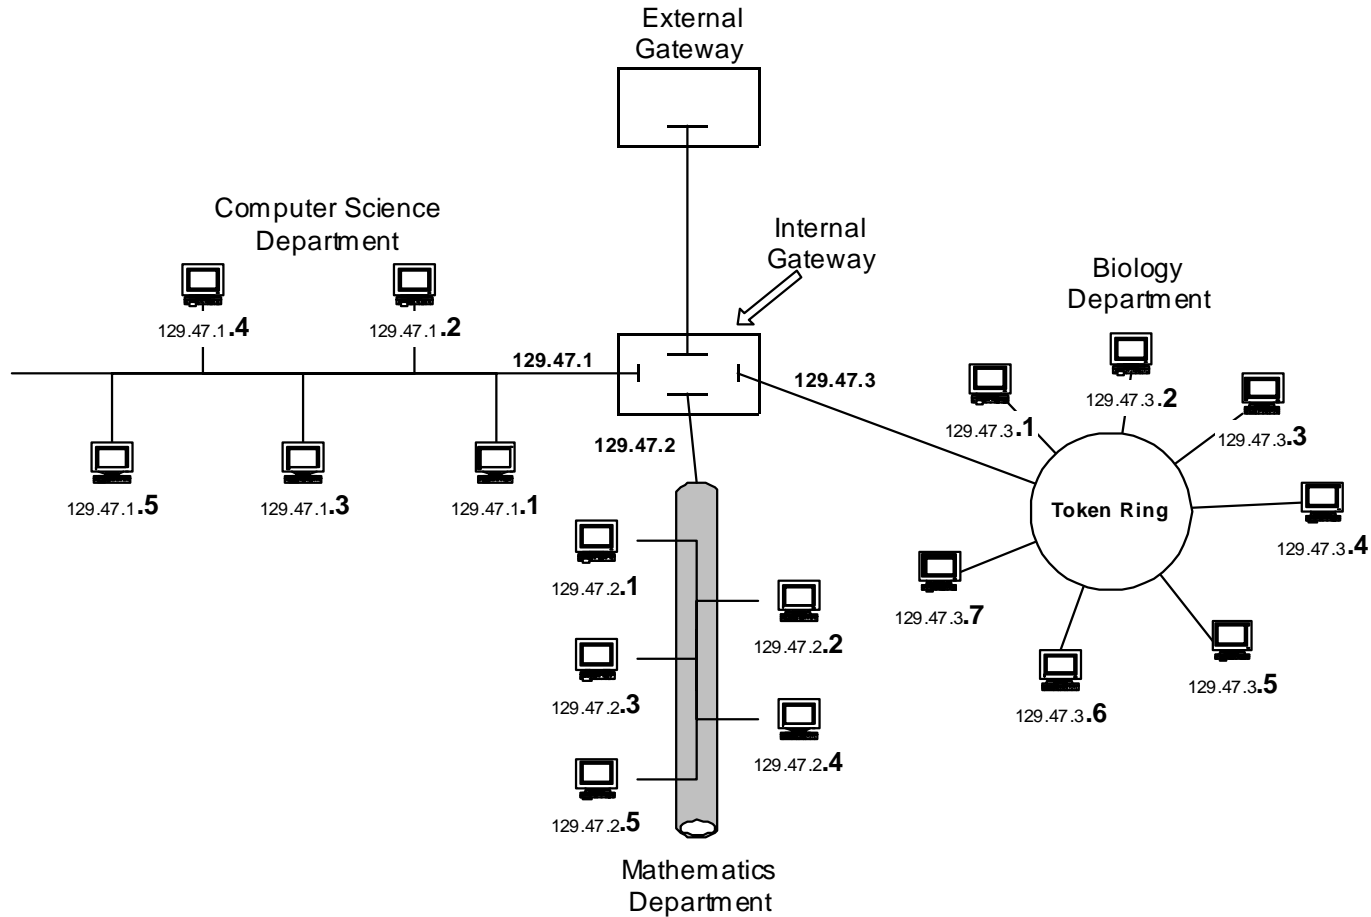 External
Gateway
Computer Science
Department
Internal
Gateway
Biology
Department
129.47.1.4
129.47.1.2
129.47.1
129.47.3
129.47.3.1
129.47.3.2
129.47.3.3
129.47.2
129.47.1.5
129.47.1.3
129.47.1.1
Token Ring
129.47.3.4
129.47.2.1
129.47.3.7
129.47.2.2
129.47.3.5
129.47.2.3
129.47.3.6
129.47.2.4
129.47.2.5
Mathematics
Department